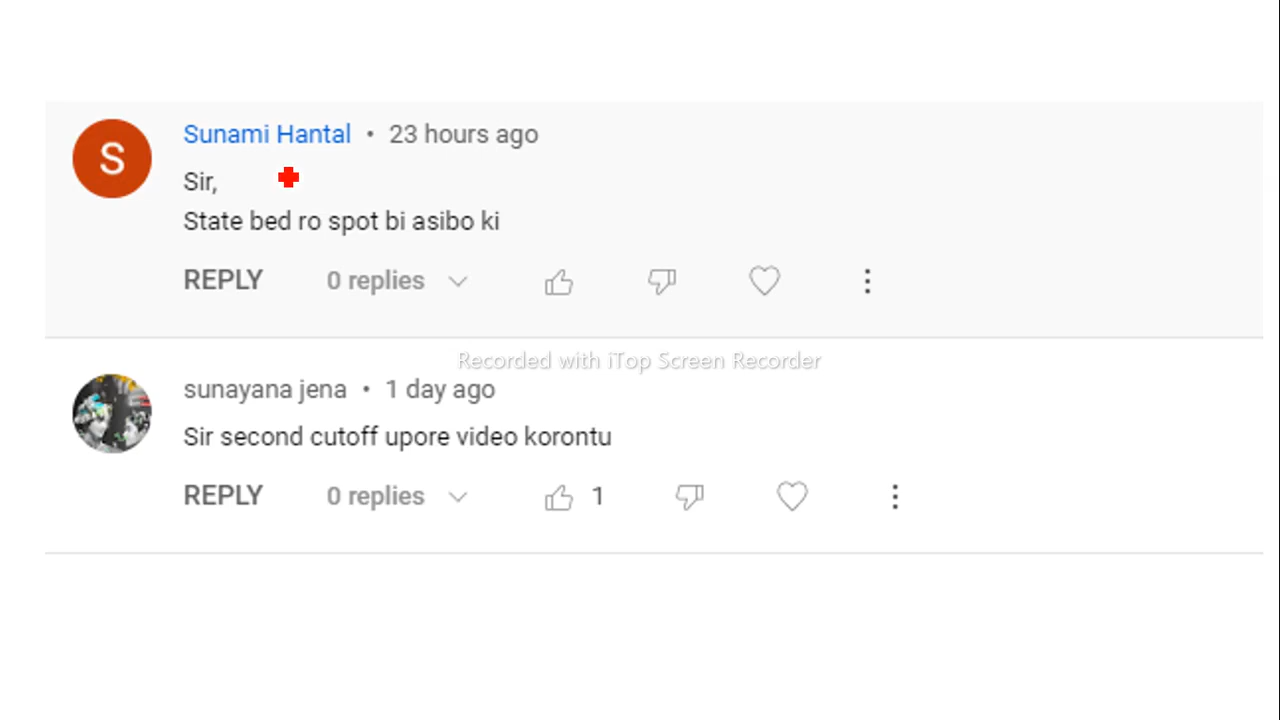 S
Sunami Hantal • 23 hours ago
Sir,
State bed ro spot bi asibo ki
REPLY 0 replies
Recorded with iTop Screen Recorder
sunayana jena • 1 day ago
Sir second cutoff upore video korontu
REPLY 0 replies 1